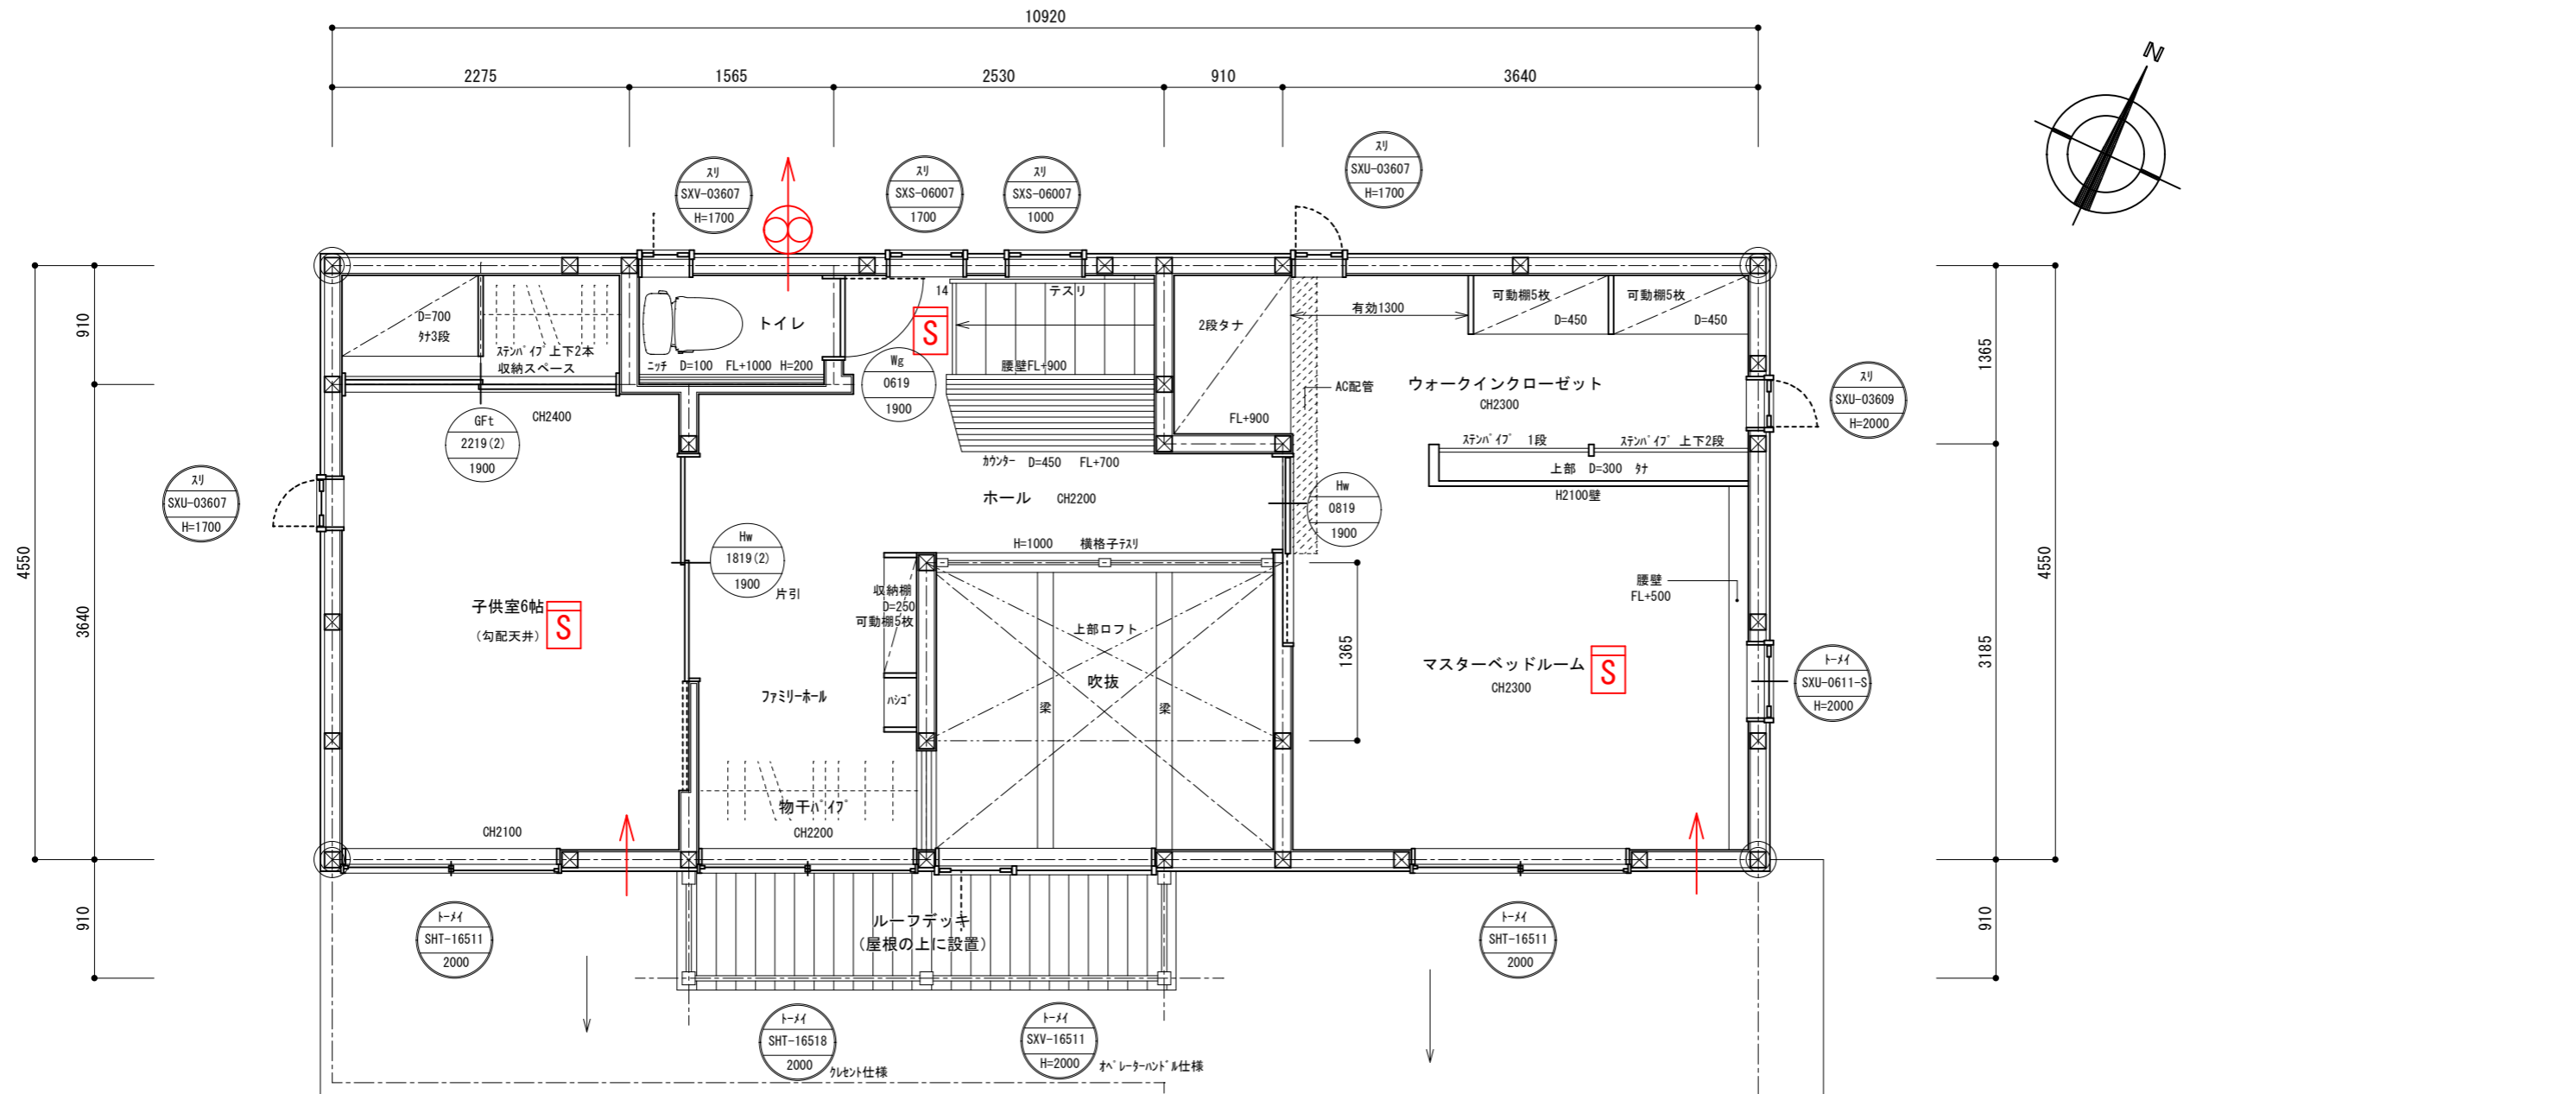 10920
2275
1565
2530
910
3640
N
スリ
SXV-03607
H=1700
スリ
SXS-06007
1700
スリ
SXS-06007
1000
スリ
SXU-03607
H=1700
4550
910
3640
910
D=700
タナ3段
ステンパイプ 上下2本
収納スペース
トイレ
ニッチ D=100 FL+1000 H=200
14
テスリ
S
腰壁FL+900
Wg
0619
1900
2段タナ
FL+900
有効1300
可動棚5枚
D=450
可動棚5枚
D=450
AC配管
ウォークインクローゼット
CH2300
スリ
SXU-03609
H=2000
1365
4550
3185
910
GFt
2219(2)
1900
CH2400
スリ
SXU-03607
H=1700
カウンター D=450 FL+700
ホール CH2200
ステンパイプ 1段
ステンパイプ 上下2段
上部 D=300 タナ
H2100壁
Hw
0819
1900
Hw
1819(2)
1900
片引
H=1000 横格子テスリ
収納棚
D=250
可動棚5枚
子供室6帖
(勾配天井)
S
上部ロフト
吹抜
梁
梁
1365
腰壁
FL+500
マスターベッドルーム
CH2300
S
トーメイ
SXU-0611-S
H=2000
ファミリーホール
ハシゴ
物干パイプ
CH2200
CH2100
ルーフデッキ
(屋根の上に設置)
トーメイ
SHT-16511
2000
トーメイ
SHT-16511
2000
トーメイ
SHT-16518
2000
クレセント仕様
トーメイ
SXV-16511
H=2000
オペレーターハンドル仕様